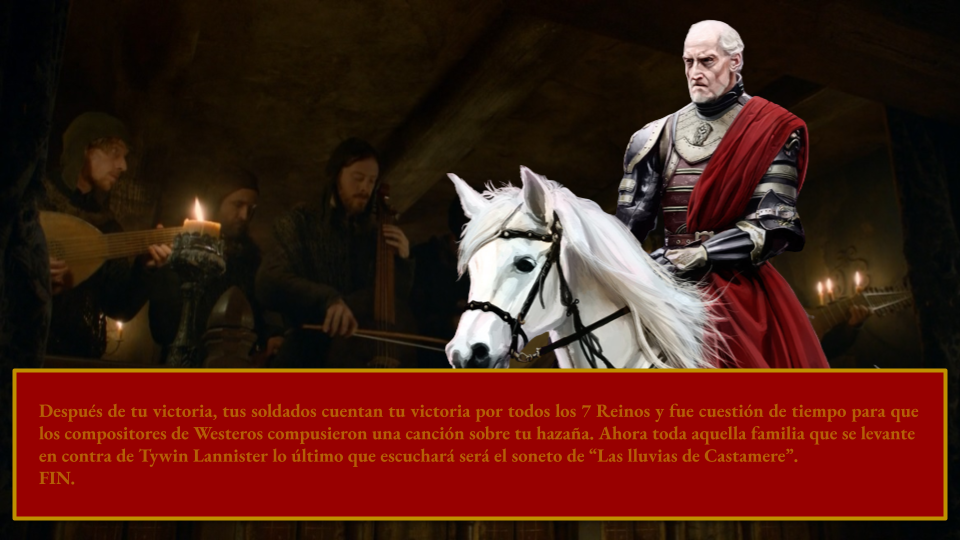 Después de tu victoria, tus soldados cuentan tu victoria por todos los 7 Reinos y fue cuestión de tiempo para que
los compositores de Westeros compusieron una canción sobre tu hazaña. Ahora toda aquella familia que se levante
en contra de Tywin Lannister lo último que escuchará será el soneto de “Las lluvias de Castamere”.
FIN.